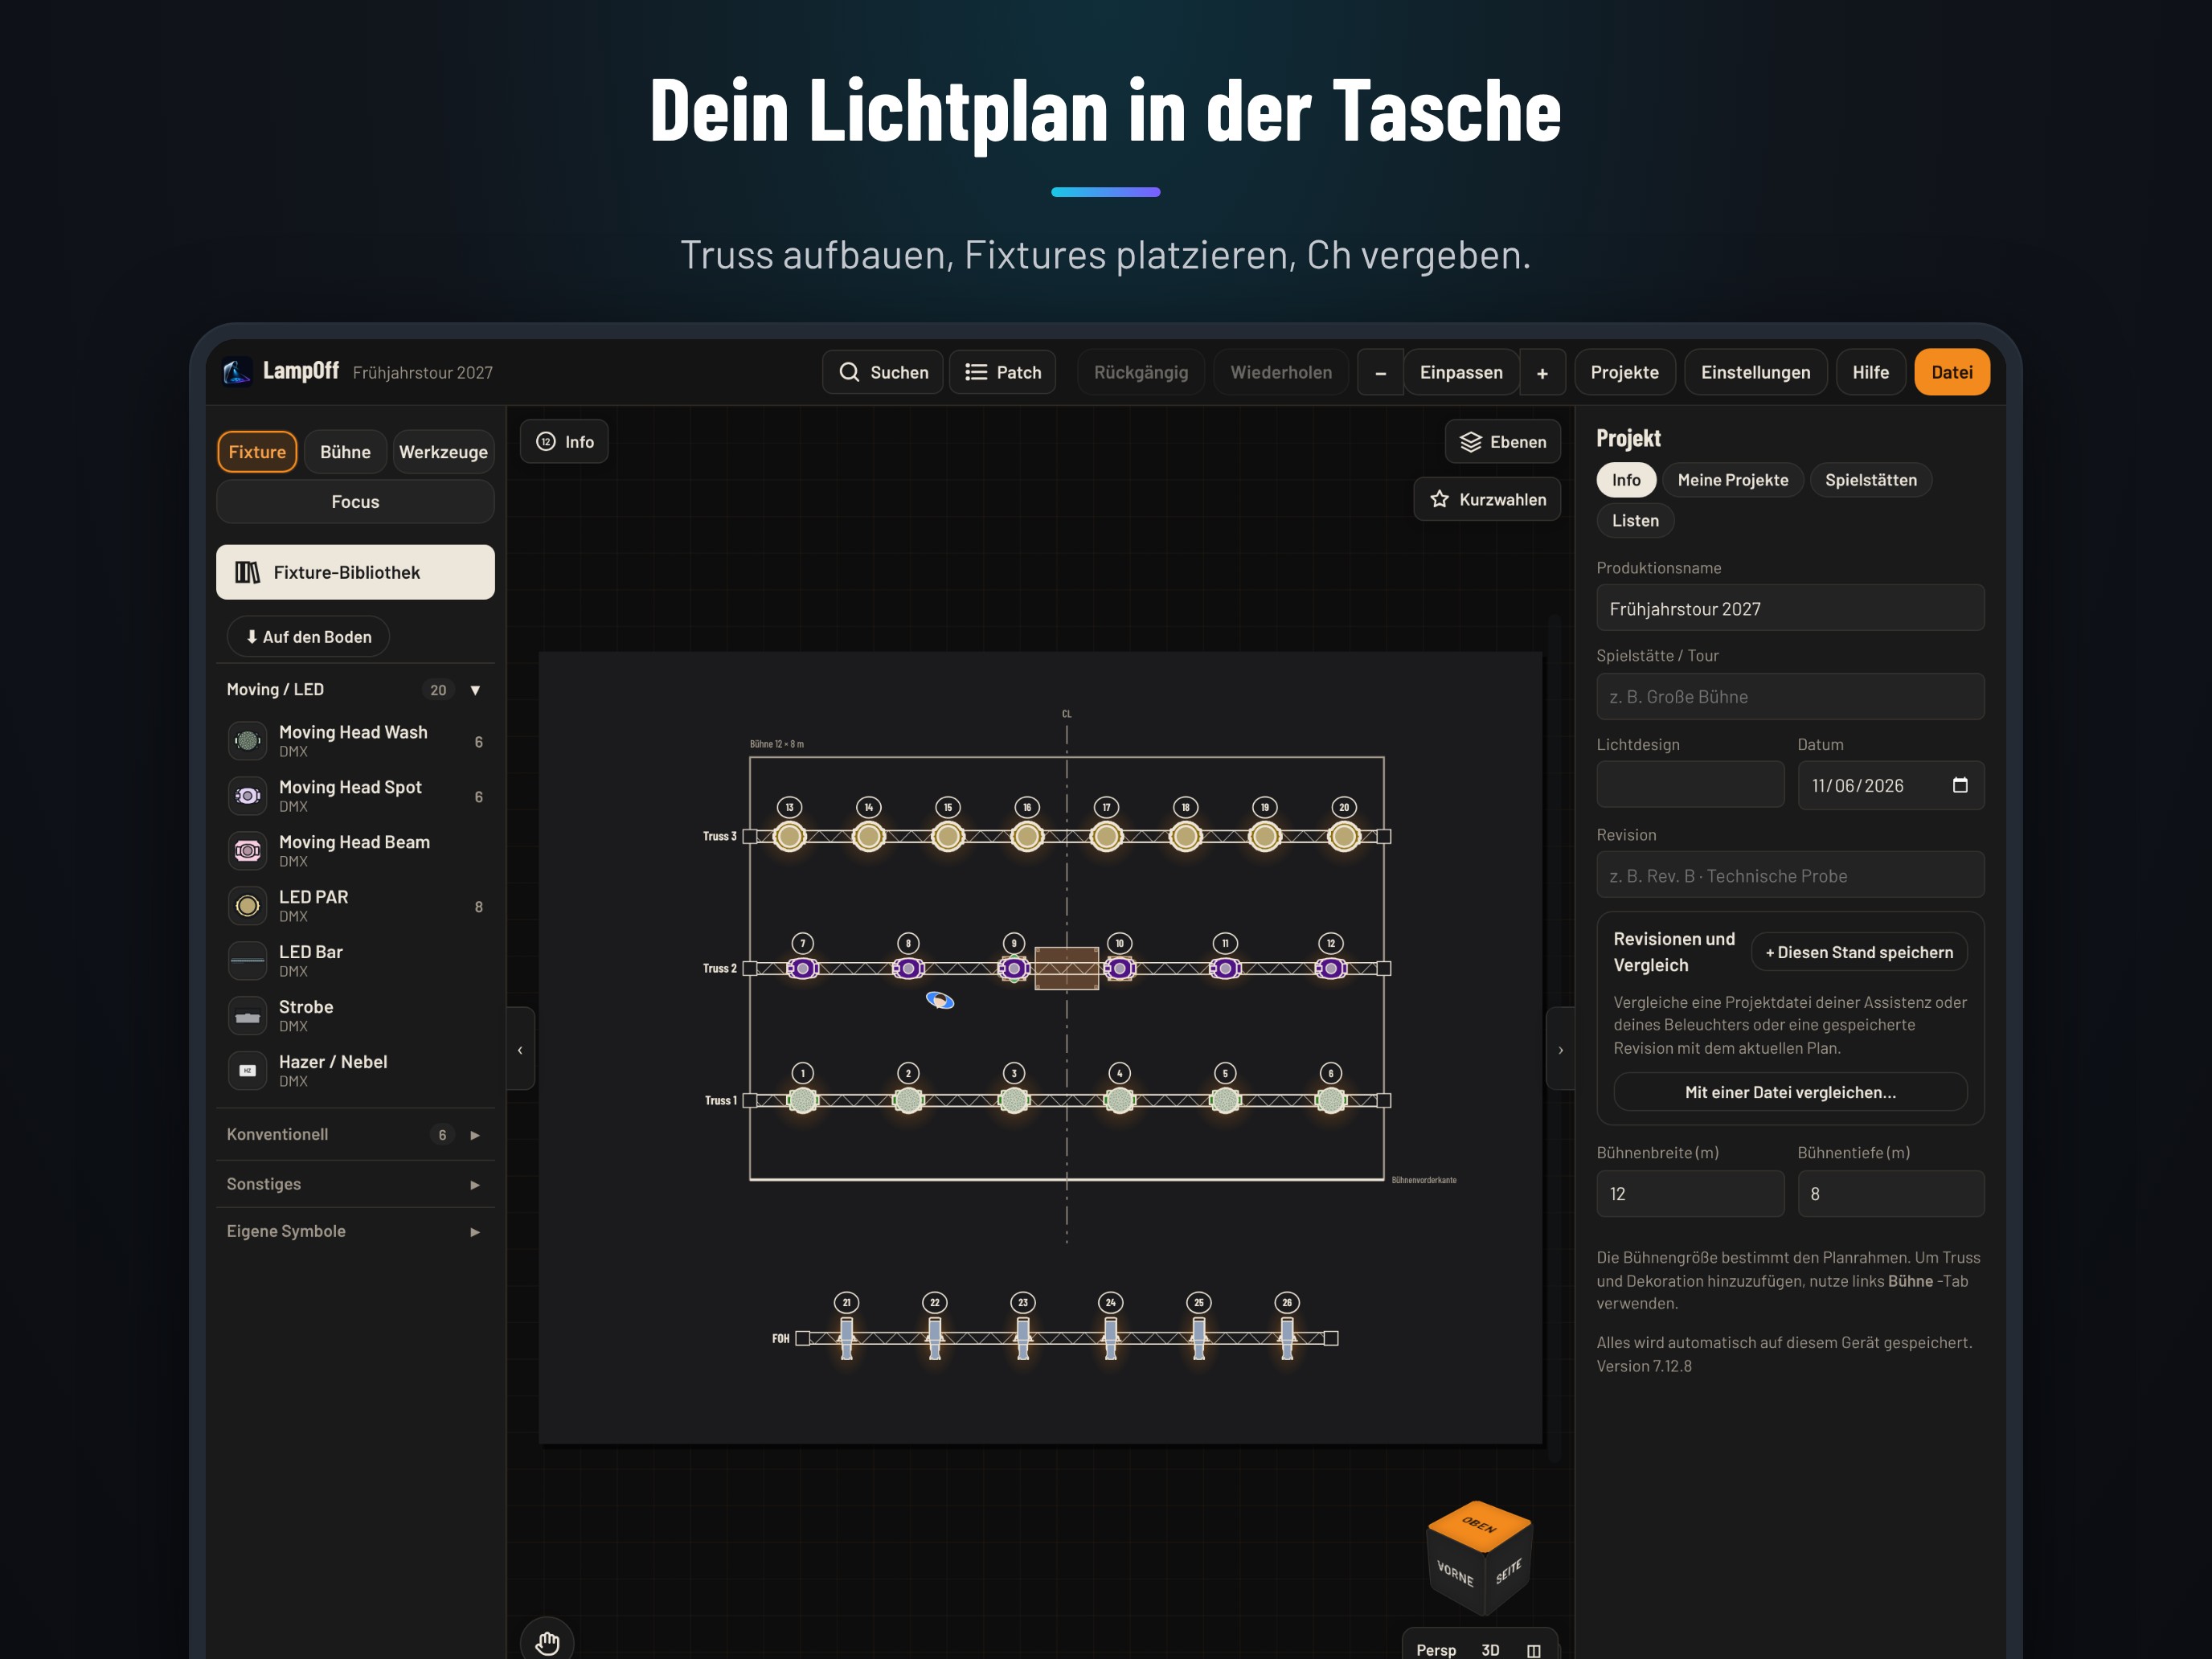 Dein Lichtplan in der Tasche
Truss aufbauen, Fixtures platzieren, Ch vergeben.
LampOff Frühjahrstour 2027
Suchen
Patch
Rückgängig
Wiederholen
−
Einpassen
+
Projekte
Einstellungen
Hilfe
Datei
Fixture
Bühne
Werkzeuge
Focus
Fixture-Bibliothek
⬇ Auf den Boden
Moving / LED 20 ▼
Moving Head Wash 6
DMX
Moving Head Spot 6
DMX
Moving Head Beam
DMX
LED PAR 8
DMX
LED Bar
DMX
Strobe
DMX
HZ
Hazer / Nebel
DMX
Konventionell 6 ▶
Sonstiges ▶
Eigene Symbole ▶
12 Info
Ebenen
Kurzwahlen
CL
Bühne 12 × 8 m
13 14 15 16 17 18 19 20
Truss 3
7 8 9 10 11 12
Truss 2
1 2 3 4 5 6
Truss 1
Bühnenvorderkante
21 22 23 24 25 26
FOH
‹
›
OBEN
VORNE
SEITE
Persp 3D
Projekt
Info
Meine Projekte
Spielstätten
Listen
Produktionsname
Frühjahrstour 2027
Spielstätte / Tour
z. B. Große Bühne
Lichtdesign
Datum
11/06/2026
Revision
z. B. Rev. B · Technische Probe
Revisionen und
Vergleich
+ Diesen Stand speichern
Vergleiche eine Projektdatei deiner Assistenz oder
deines Beleuchters oder eine gespeicherte
Revision mit dem aktuellen Plan.
Mit einer Datei vergleichen…
Bühnenbreite (m)
Bühnentiefe (m)
12
8
Die Bühnengröße bestimmt den Planrahmen. Um Truss
und Dekoration hinzuzufügen, nutze links Bühne -Tab
verwenden.
Alles wird automatisch auf diesem Gerät gespeichert.
Version 7.12.8